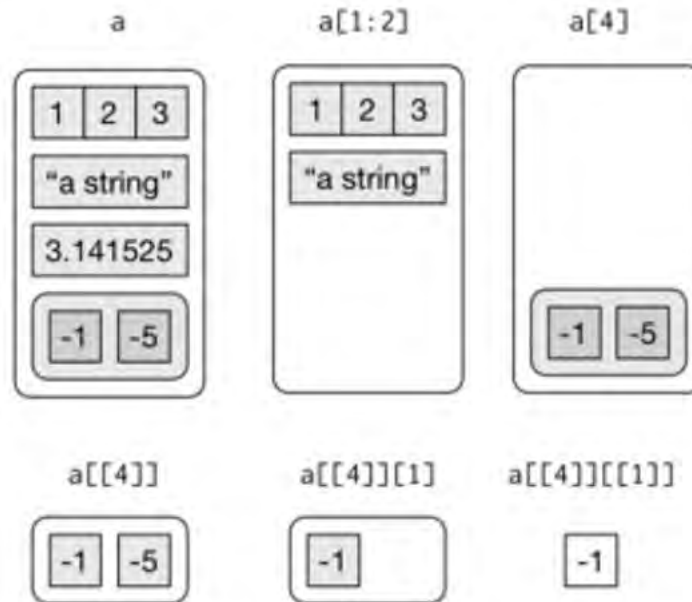 a a[1:2] a[4]
1 2 3 1 2 3
"a string" "a string"
3.141525
-1 -5 -1 -5
a[[4]] a[[4]][1] a[[4]][[1]]
-1 -5 -1 -1